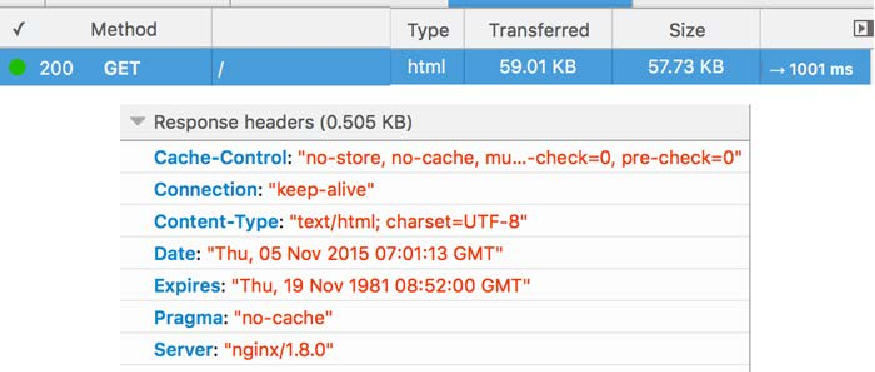 ✓ Method Type Transferred Size
200 GET / html 59.01 KB 57.73 KB → 1001 ms
Response headers (0.505 KB)
Cache-Control: "no-store, no-cache, mu...-check=0, pre-check=0"
Connection: "keep-alive"
Content-Type: "text/html; charset=UTF-8"
Date: "Thu, 05 Nov 2015 07:01:13 GMT"
Expires: "Thu, 19 Nov 1981 08:52:00 GMT"
Pragma: "no-cache"
Server: "nginx/1.8.0"